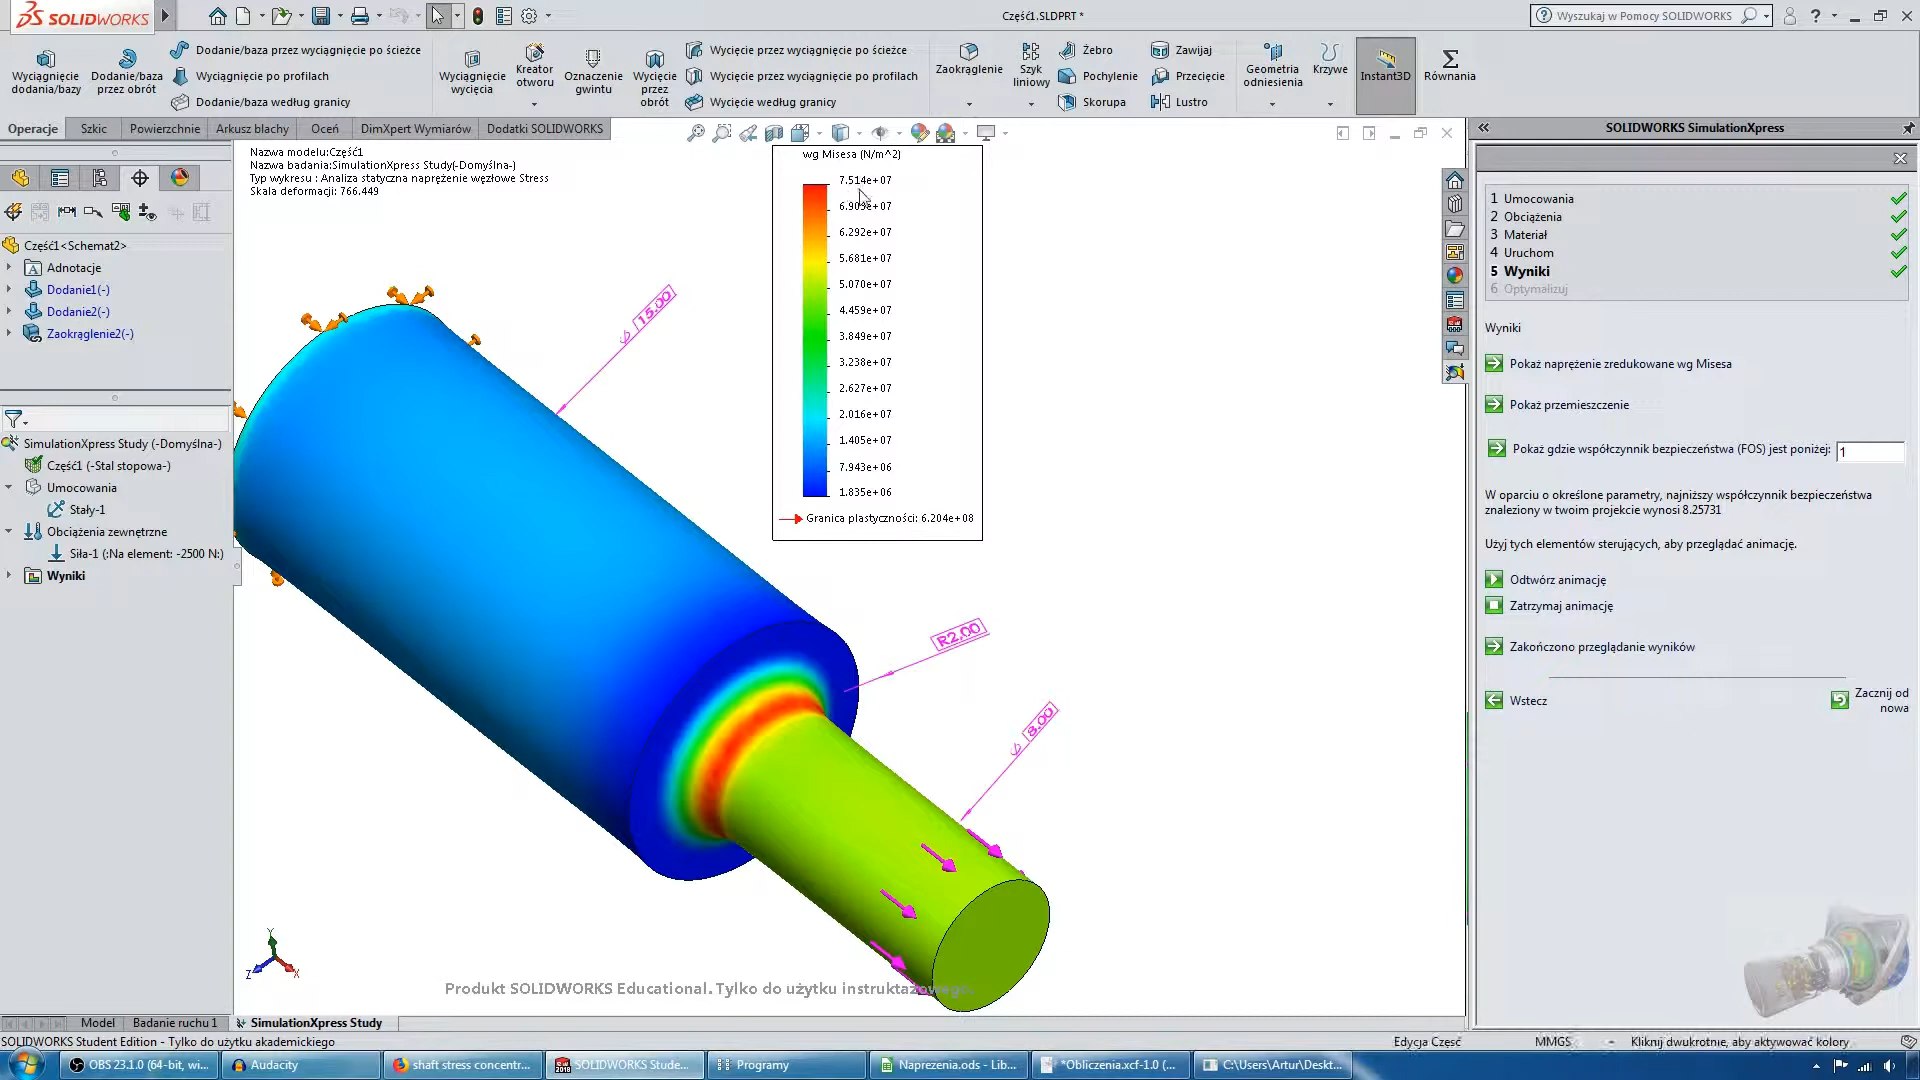 SOLIDWORKS
Część1.SLDPRT *
Wyszukaj w Pomocy SOLIDWORKS
Wyciągnięcie dodania/bazy
Dodanie/baza przez obrót
Dodanie/baza przez wyciągnięcie po ścieżce
Wyciągnięcie po profilach
Dodanie/baza według granicy
Wyciągnięcie wycięcia
Kreator otworu
Oznaczenie gwintu
Wycięcie przez obrót
Wycięcie przez wyciągnięcie po ścieżce
Wycięcie przez wyciągnięcie po profilach
Wycięcie według granicy
Zaokrąglenie
Szyk liniowy
Żebro
Pochylenie
Skorupa
Zawijaj
Przecięcie
Lustro
Geometria odniesienia
Krzywe
Instant3D
Równania
Operacje
Szkic
Powierzchnie
Arkusz blachy
Oceń
DimXpert Wymiarów
Dodatki SOLIDWORKS
Część1<Schemat2>
Adnotacje
Dodanie1(-)
Dodanie2(-)
Zaokrąglenie2(-)
SimulationXpress Study (-Domyślna-)
Część1 (-Stal stopowa-)
Umocowania
Stały-1
Obciążenia zewnętrzne
Siła-1 (:Na element: -2500 N:)
Wyniki
Nazwa modelu:Część1
Nazwa badania:SimulationXpress Study(-Domyślna-)
Typ wykresu : Analiza statyczna naprężenie węzłowe Stress
Skala deformacji: 766.449
wg Misesa (N/m^2)
7.514e+07
6.903e+07
6.292e+07
5.681e+07
5.070e+07
4.459e+07
3.849e+07
3.238e+07
2.627e+07
2.016e+07
1.405e+07
7.943e+06
1.835e+06
Granica plastyczności: 6.204e+08
15.00
R2.00
8.00
Y
Z
X
Produkt SOLIDWORKS Educational. Tylko do użytku instruktażowego.
SOLIDWORKS SimulationXpress
1 Umocowania
2 Obciążenia
3 Materiał
4 Uruchom
5 Wyniki
6 Optymalizuj
Wyniki
Pokaż naprężenie zredukowane wg Misesa
Pokaż przemieszczenie
Pokaż gdzie współczynnik bezpieczeństwa (FOS) jest poniżej: 1
W oparciu o określone parametry, najniższy współczynnik bezpieczeństwa
znaleziony w twoim projekcie wynosi 8.25731
Użyj tych elementów sterujących, aby przeglądać animację.
Odtwórz animację
Zatrzymaj animację
Zakończono przeglądanie wyników
Wstecz
Zacznij od nowa
Model
Badanie ruchu 1
SimulationXpress Study
SOLIDWORKS Student Edition - Tylko do użytku akademickiego
Edycja Część
MMGS
Kliknij dwukrotnie, aby aktywować kolory
OBS 23.1.0 (64-bit, wi...
Audacity
shaft stress concentr...
SOLIDWORKS Stude...
Programy
Naprezenia.ods - Lib...
*Obliczenia.xcf-1.0 (...
C:\Users\Artur\Deskt...